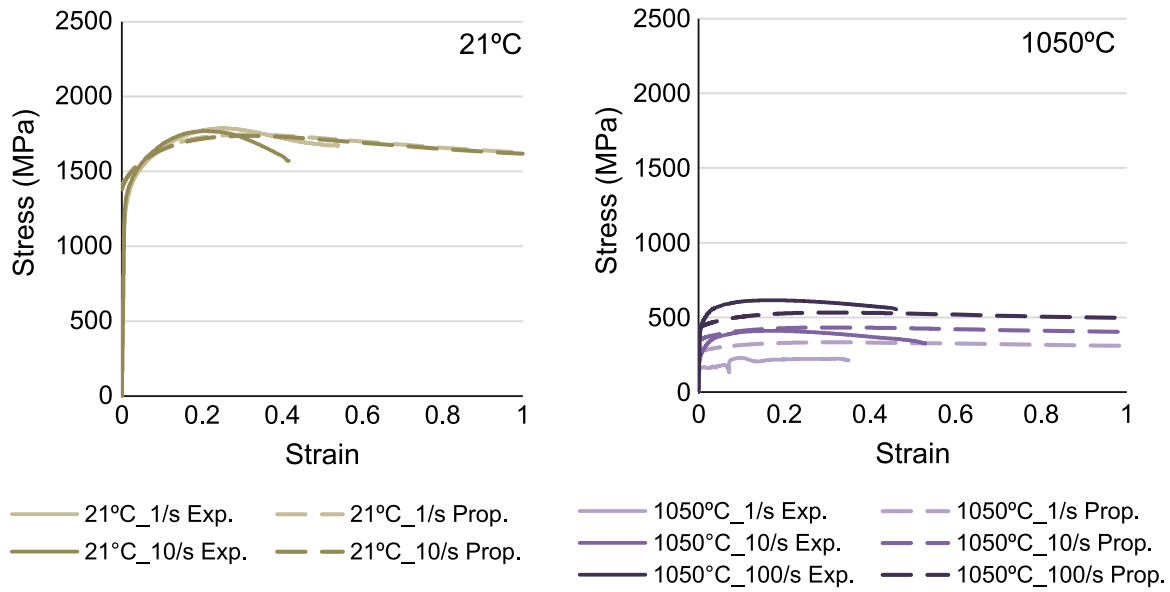 21ºC
Stress (MPa)
2500
2000
1500
1000
500
0
0 0.2 0.4 0.6 0.8 1
Strain
21ºC_1/s Exp. 21ºC_1/s Prop.
21°C_10/s Exp. 21ºC_10/s Prop.
1050ºC
Stress (MPa)
2500
2000
1500
1000
500
0
0 0.2 0.4 0.6 0.8 1
Strain
1050ºC_1/s Exp. 1050ºC_1/s Prop.
1050°C_10/s Exp. 1050ºC_10/s Prop.
1050°C_100/s Exp. 1050ºC_100/s Prop.